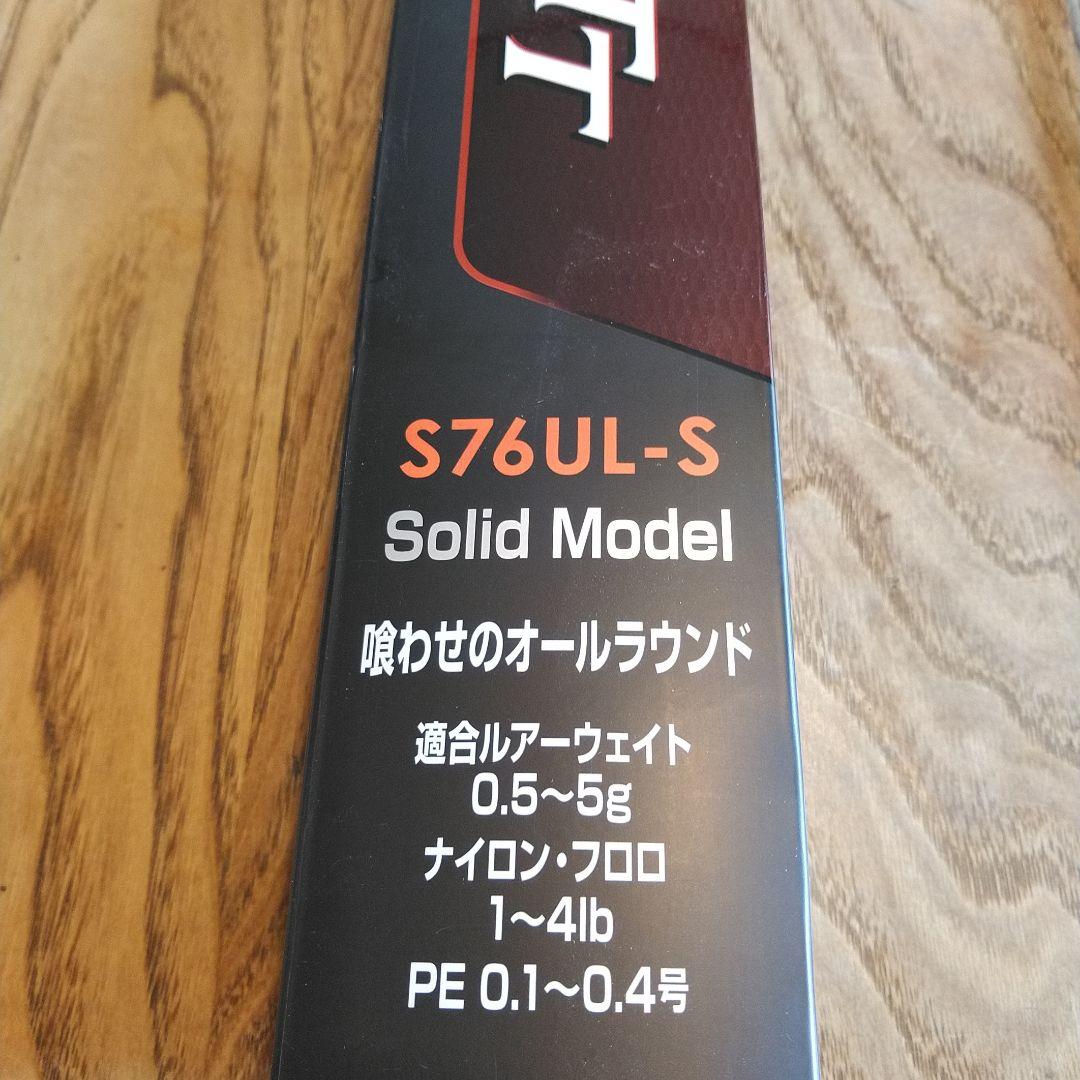 TT
S76UL-S
Solid Model
喰わせのオールラウンド
適合ルアーウェイト
0.5～5g
ナイロン・フロロ
1～4lb
PE 0.1～0.4号